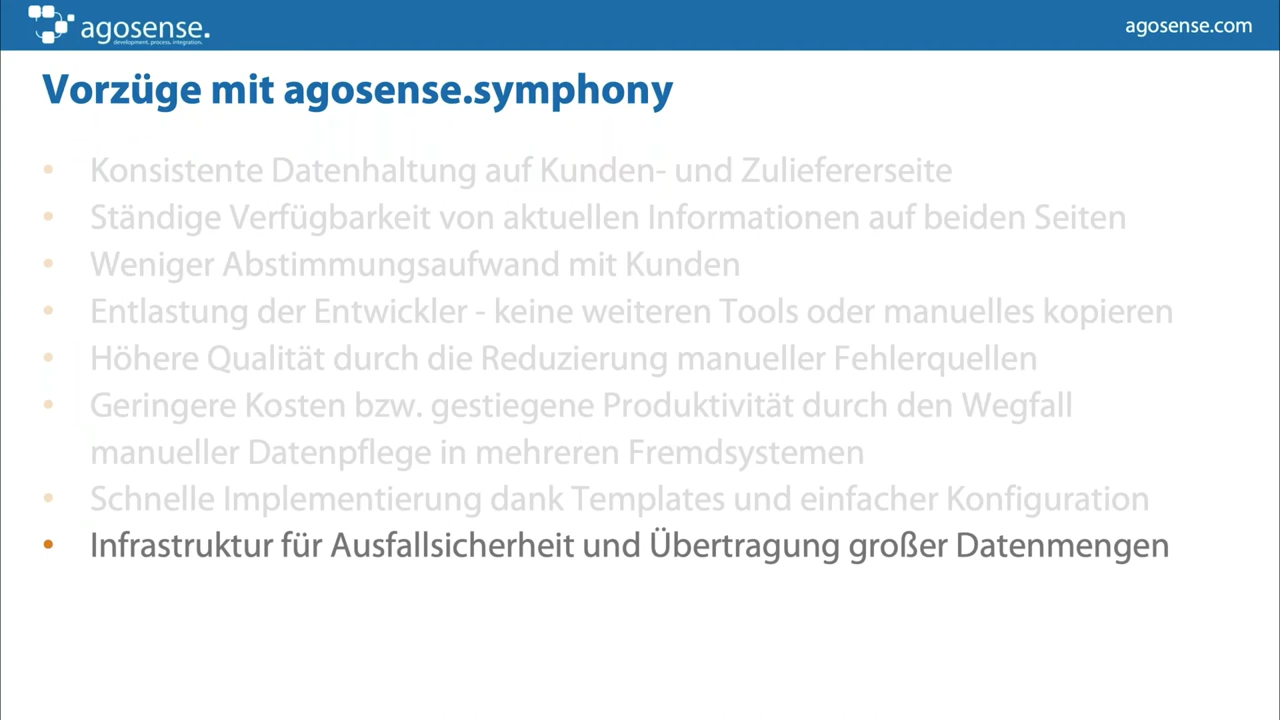 agosense.
development. process. integration.
agosense.com
Vorzüge mit agosense.symphony
• Konsistente Datenhaltung auf Kunden- und Zuliefererseite
• Ständige Verfügbarkeit von aktuellen Informationen auf beiden Seiten
• Weniger Abstimmungsaufwand mit Kunden
• Entlastung der Entwickler - keine weiteren Tools oder manuelles kopieren
• Höhere Qualität durch die Reduzierung manueller Fehlerquellen
• Geringere Kosten bzw. gestiegene Produktivität durch den Wegfall
manueller Datenpflege in mehreren Fremdsystemen
• Schnelle Implementierung dank Templates und einfacher Konfiguration
• Infrastruktur für Ausfallsicherheit und Übertragung großer Datenmengen